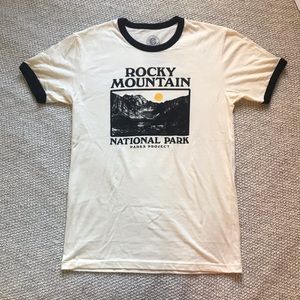 ROCKY
MOUNTAIN
NATIONAL PARK
PARKS PROJECT